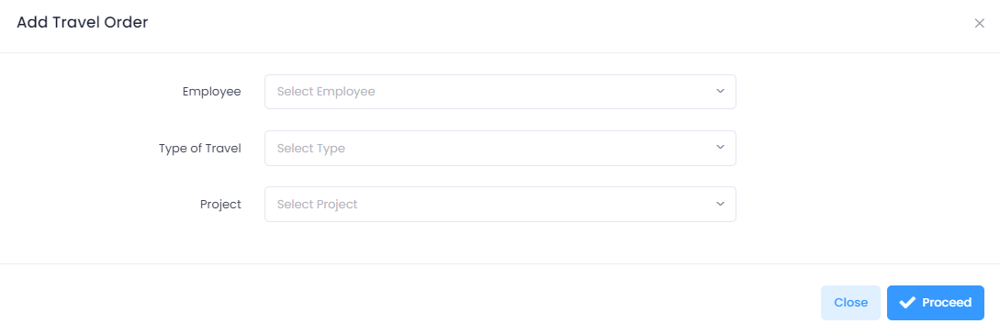 Add Travel Order
Employee Select Employee
Type of Travel Select Type
Project Select Project
Close Proceed